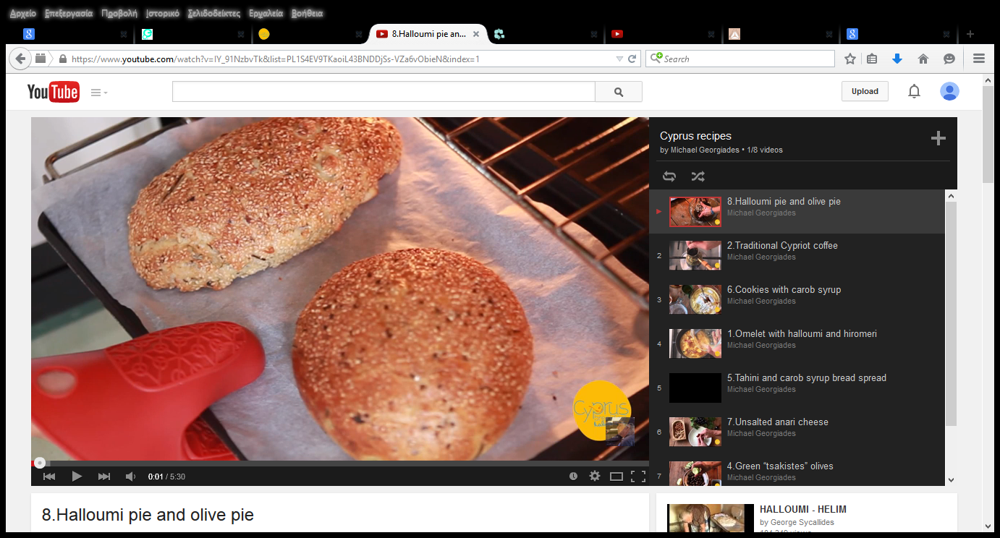 Αρχείο Επεξεργασία Προβολή Ιστορικό Σελιδοδείκτες Εργαλεία Βοήθεια
8.Halloumi pie an...
https://www.youtube.com/watch?v=IY_91NzbvTk&list=PL1S4EV9TKaoiL43BNDDjSs-VZa6vObieN&index=1
Search
YouTube
Upload
Cyprus recipes
by Michael Georgiades • 1/8 videos
8.Halloumi pie and olive pie
Michael Georgiades
2
2.Traditional Cypriot coffee
Michael Georgiades
3
6.Cookies with carob syrup
Michael Georgiades
4
1.Omelet with halloumi and hiromeri
Michael Georgiades
5
5.Tahini and carob syrup bread spread
Michael Georgiades
6
7.Unsalted anari cheese
Michael Georgiades
7
4.Green “tsakistes” olives
Michael Georgiades
Cyprus
0:01 / 5:30
8.Halloumi pie and olive pie
HALLOUMI - HELIM
by George Sycallides